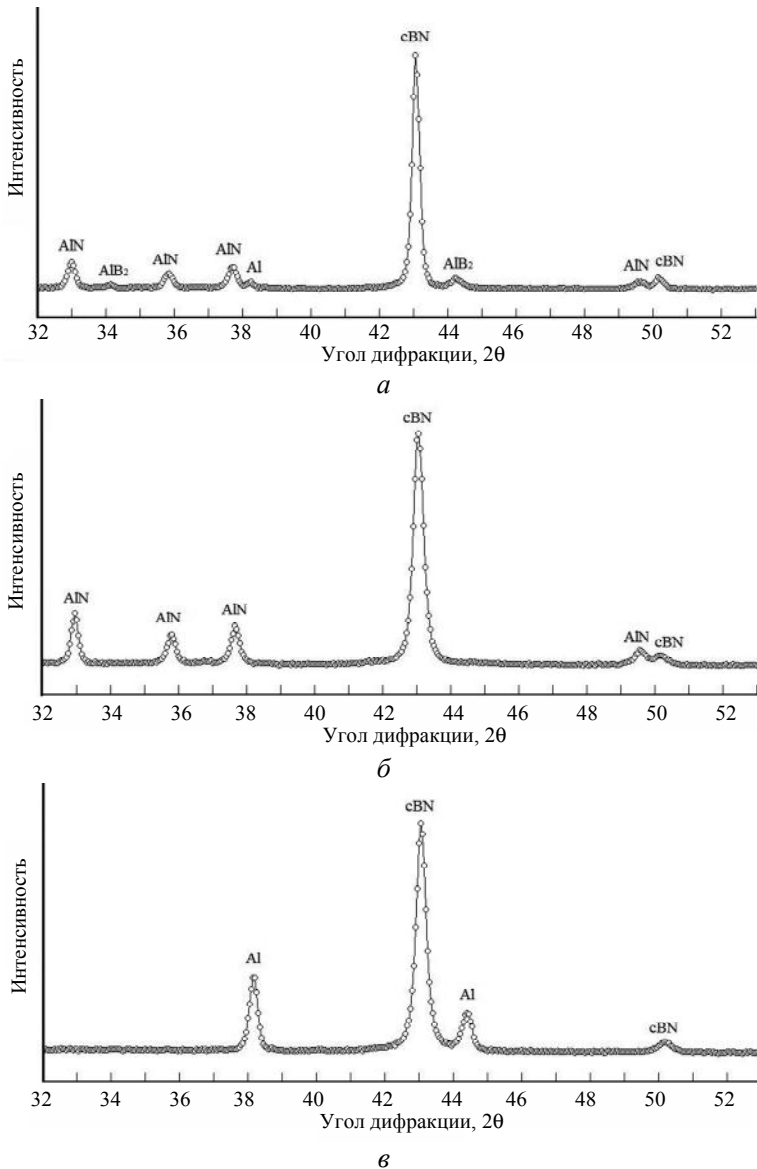 cBN
Интенсивность
AlN
AlB₂
AlN
AlN
Al
AlB₂
AlN
cBN
32 34 36 38 40 42 44 46 48 50 52
Угол дифракции, 2θ
а
cBN
Интенсивность
AlN
AlN
AlN
AlN
cBN
32 34 36 38 40 42 44 46 48 50 52
Угол дифракции, 2θ
б
cBN
Интенсивность
Al
Al
cBN
32 34 36 38 40 42 44 46 48 50 52
Угол дифракции, 2θ
в